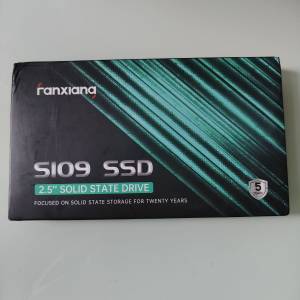 fanxiang
S109 SSD
2.5" SOLID STATE DRIVE
FOCUSED ON SOLID STATE STORAGE FOR TWENTY YEARS
5